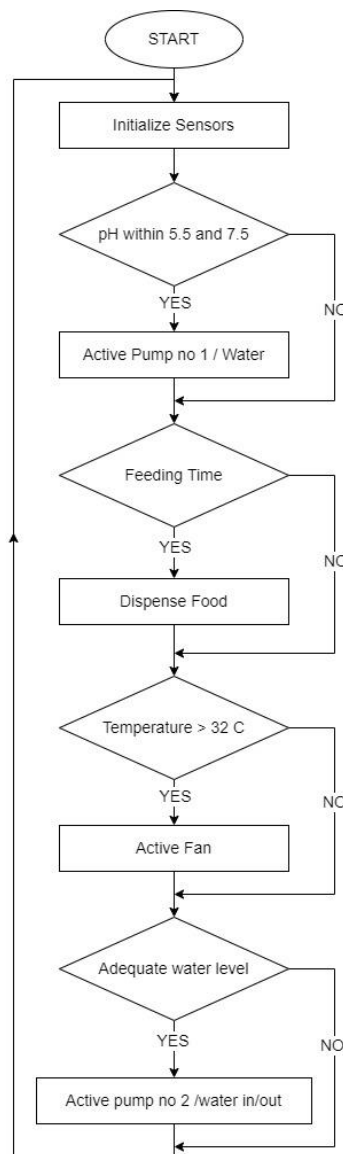 START
Initialize Sensors
pH within 5.5 and 7.5
YES
NO
Active Pump no 1 / Water
Feeding Time
YES
NO
Dispense Food
Temperature > 32 C
YES
NO
Active Fan
Adequate water level
YES
NO
Active pump no 2 /water in/out